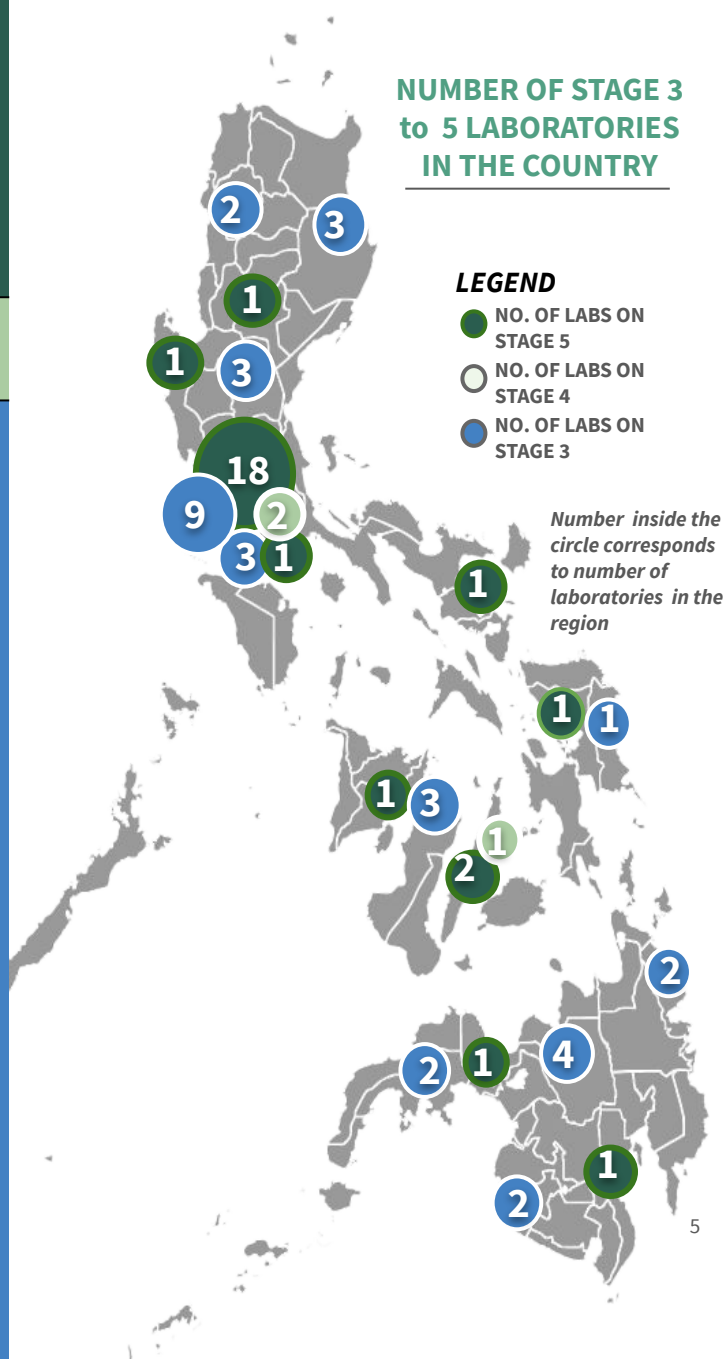 NUMBER OF STAGE 3
to 5 LABORATORIES
IN THE COUNTRY
2
3
LEGEND
1
NO. OF LABS ON
STAGE 5
1
3
NO. OF LABS ON
STAGE 4
NO. OF LABS ON
STAGE 3
18
9
2
Number inside the
circle corresponds
to number of
laboratories in the
region
3
1
1
1
1
1
3
1
2
2
4
2
1
1
2
5